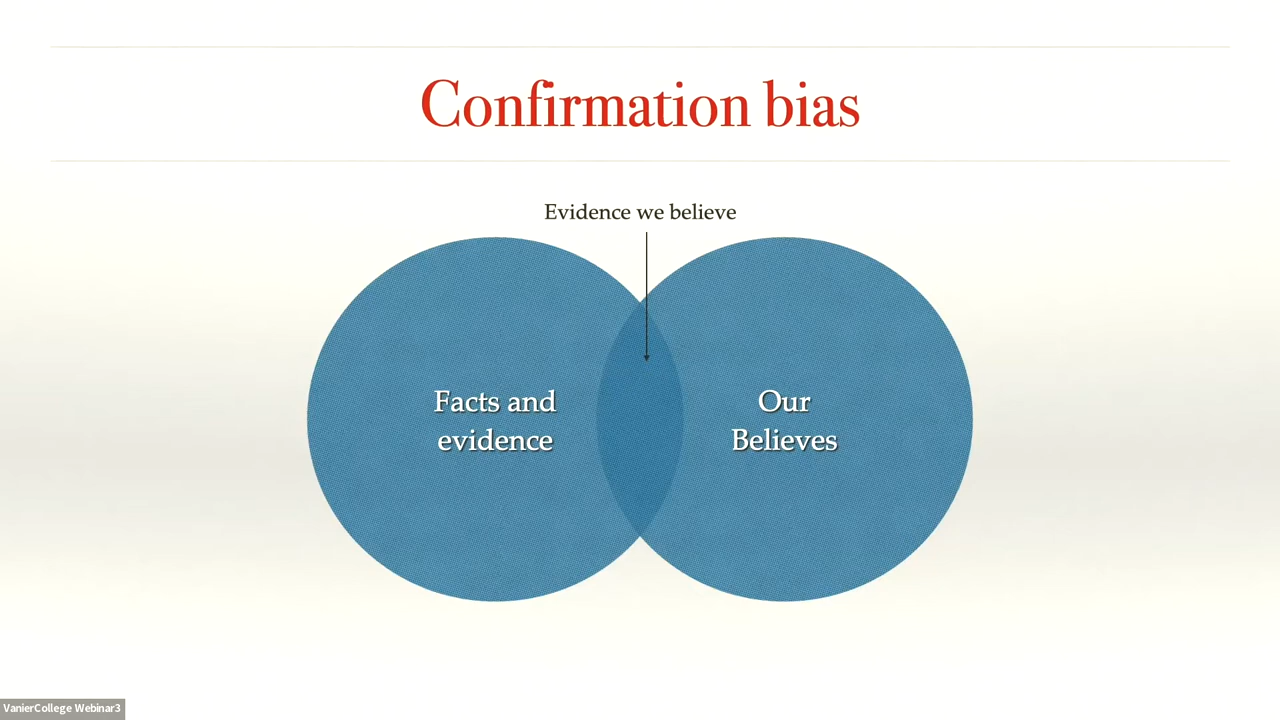 Confirmation bias
Evidence we believe
Facts and
evidence
Our
Believes
VanierCollege Webinar3